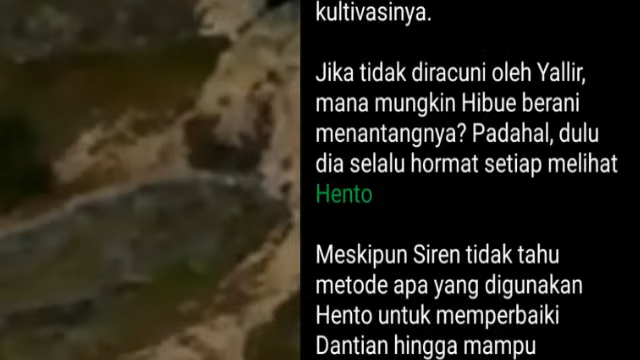 kultivasinya.
Jika tidak diracuni oleh Yallir,
mana mungkin Hibue berani
menantangnya? Padahal, dulu
dia selalu hormat setiap melihat
Hento
Meskipun Siren tidak tahu
metode apa yang digunakan
Hento untuk memperbaiki
Dantian hingga mampu